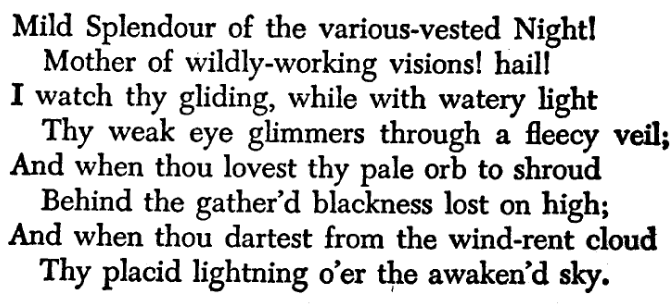 Mild Splendour of the various-vested Night!
Mother of wildly-working visions! hail!
I watch thy gliding, while with watery light
Thy weak eye glimmers through a fleecy veil;
And when thou lovest thy pale orb to shroud
Behind the gather'd blackness lost on high;
And when thou dartest from the wind-rent cloud
Thy placid lightning o'er the awaken'd sky.